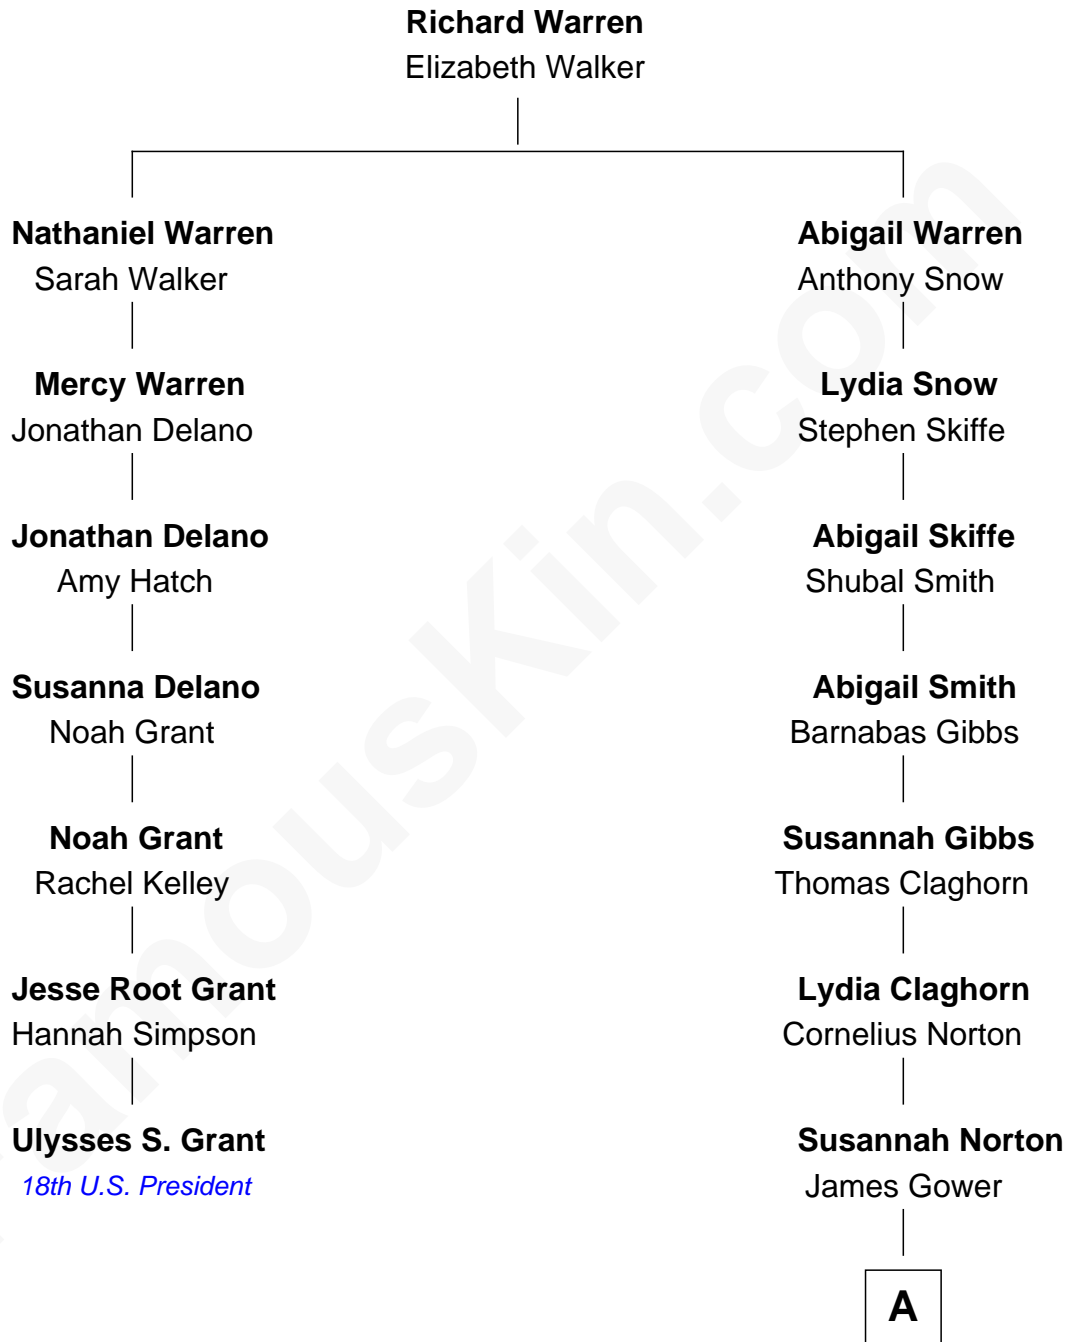 Richard Warren
Elizabeth Walker
Nathaniel Warren
Sarah Walker
Abigail Warren
Anthony Snow
Mercy Warren
Jonathan Delano
Lydia Snow
Stephen Skiffe
Jonathan Delano
Amy Hatch
Abigail Skiffe
Shubal Smith
Susanna Delano
Noah Grant
Abigail Smith
Barnabas Gibbs
Noah Grant
Rachel Kelley
Susannah Gibbs
Thomas Claghorn
Jesse Root Grant
Hannah Simpson
Lydia Claghorn
Cornelius Norton
Ulysses S. Grant
18th U.S. President
Susannah Norton
James Gower
A
FamousKin.com